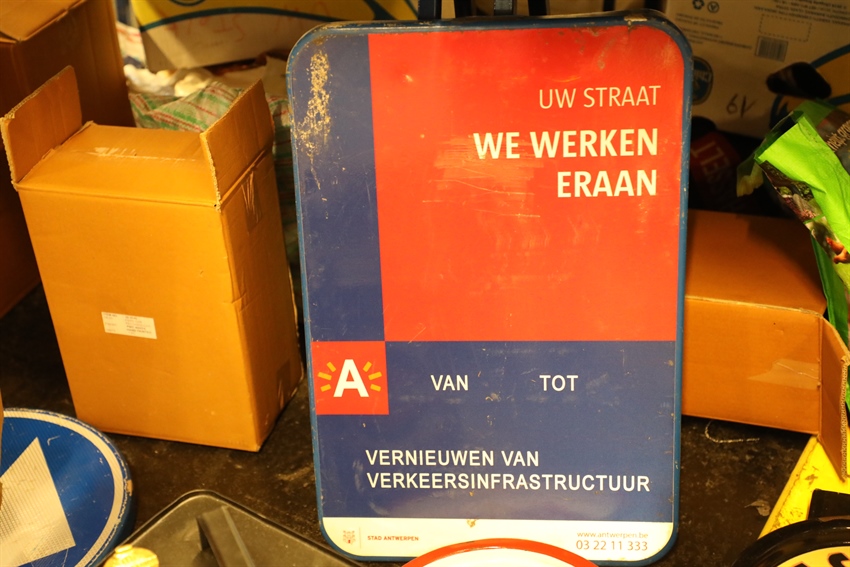 UW STRAAT
WE WERKEN
ERAAN
A
VAN TOT
VERNIEUWEN VAN
VERKEERSINFRASTRUCTUUR
STAD ANTWERPEN
www.antwerpen.be
03 22 11 333